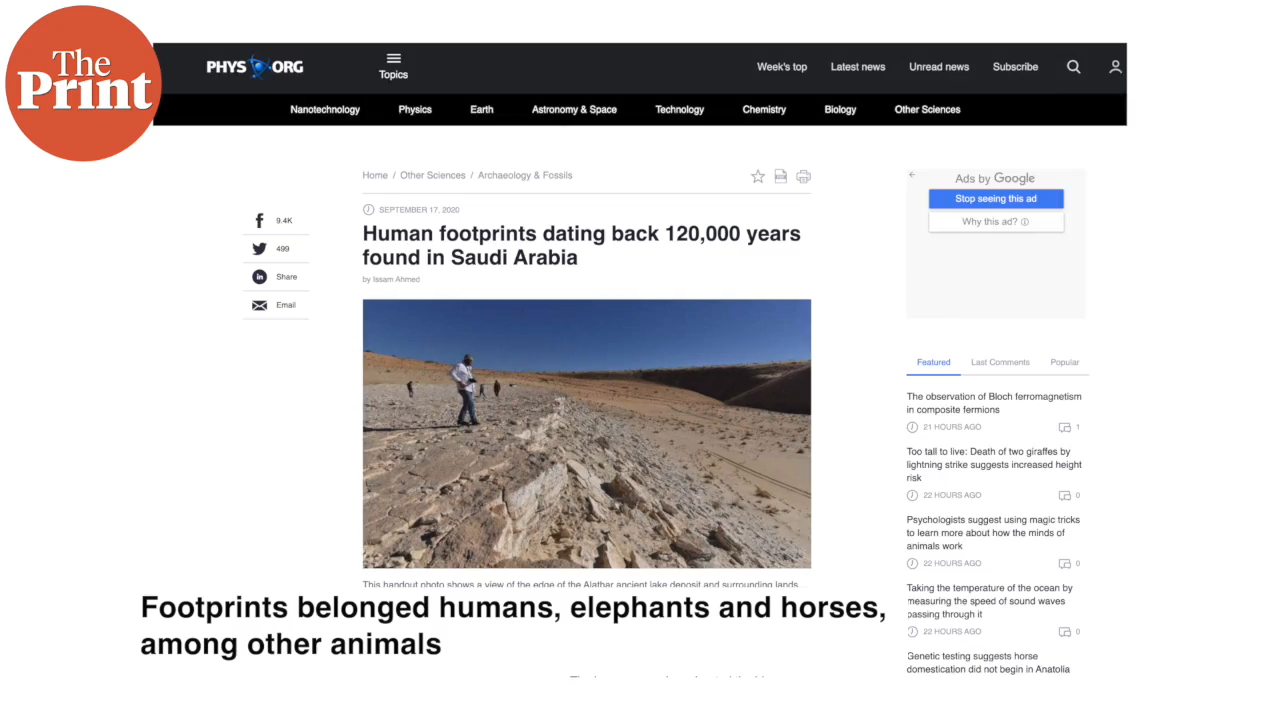 The
Print
PHYS ORG
Topics
Week's top
Latest news
Unread news
Subscribe
Nanotechnology
Physics
Earth
Astronomy & Space
Technology
Chemistry
Biology
Other Sciences
Home / Other Sciences / Archaeology & Fossils
SEPTEMBER 17, 2020
Human footprints dating back 120,000 years
found in Saudi Arabia
by Issam Ahmed
9.4K
499
Share
Email
This handout photo shows a view of the edge of the Alathar ancient lake deposit and surrounding lands...
Footprints belonged humans, elephants and horses,
among other animals
Ads by Google
Stop seeing this ad
Why this ad?
Featured
Last Comments
Popular
The observation of Bloch ferromagnetism
in composite fermions
21 HOURS AGO
1
Too tall to live: Death of two giraffes by
lightning strike suggests increased height
risk
22 HOURS AGO
0
Psychologists suggest using magic tricks
to learn more about how the minds of
animals work
22 HOURS AGO
0
Taking the temperature of the ocean by
measuring the speed of sound waves
passing through it
22 HOURS AGO
0
Genetic testing suggests horse
domestication did not begin in Anatolia